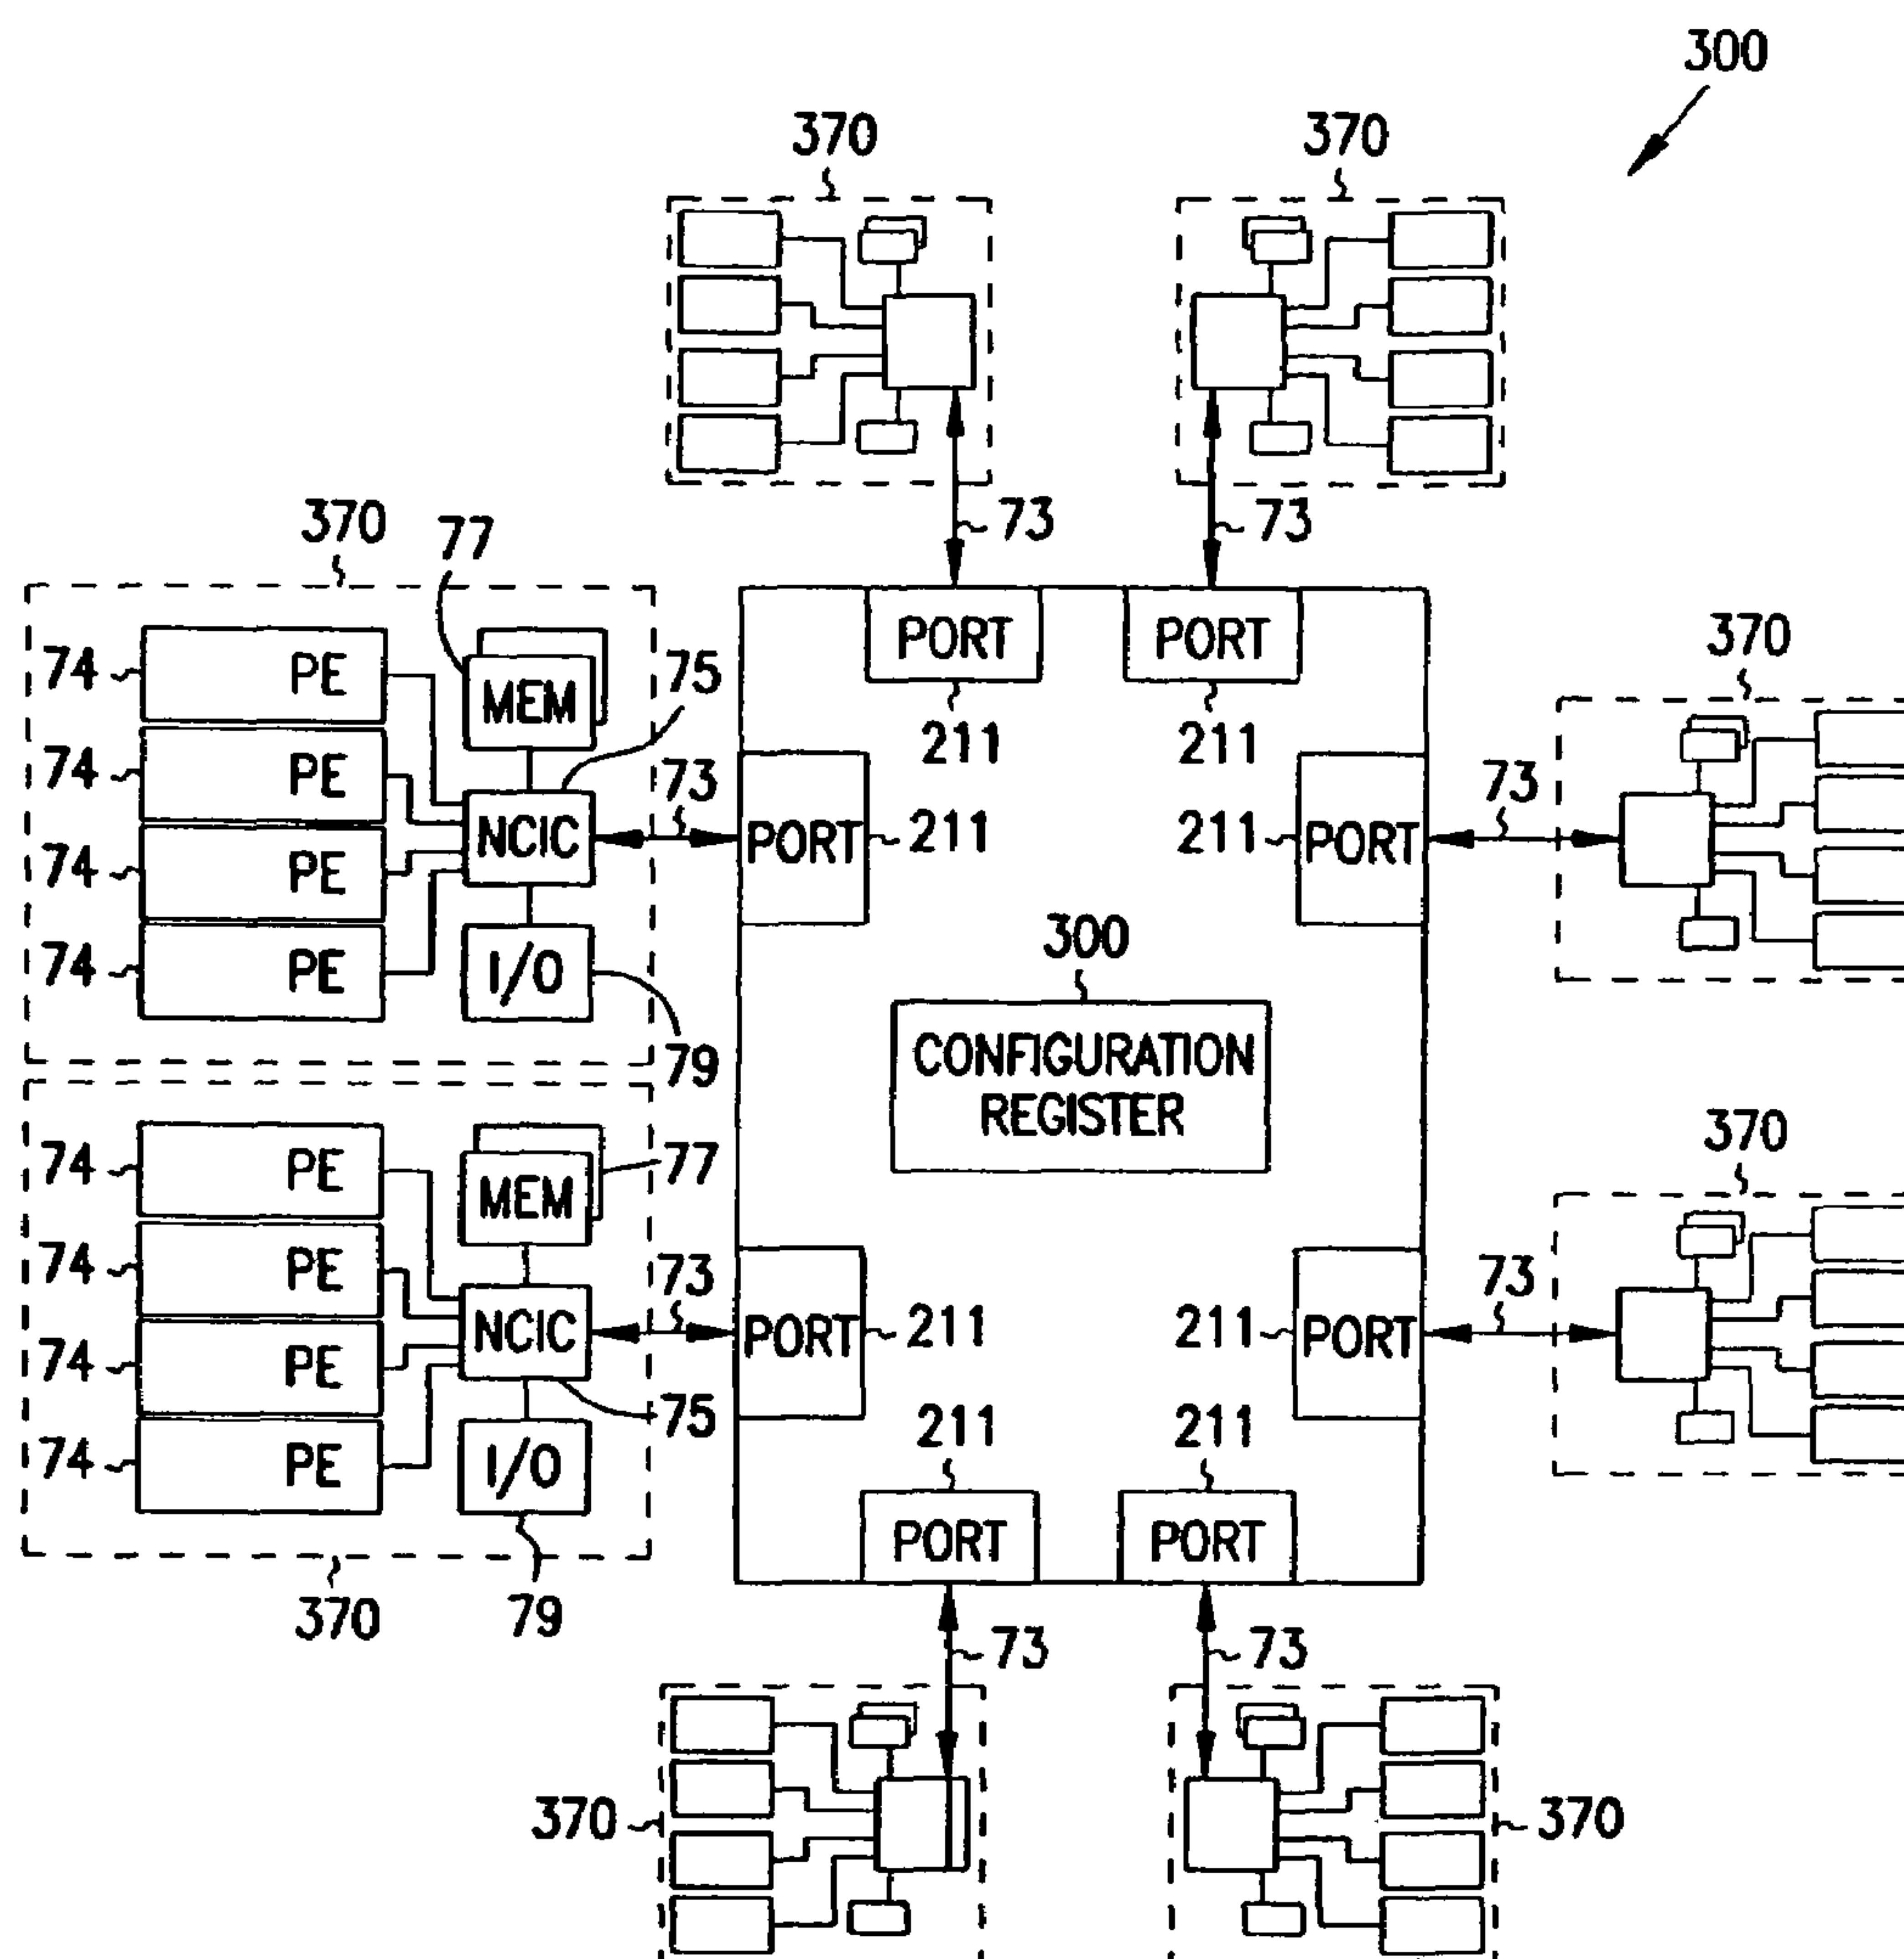 300
370
370
73
73
370
77
74
PE
MEM
75
74
PE
73
NCIC
74
PE
74
PE
I/O
79
PORT
PORT
211
211
PORT
211
211
PORT
73
370
300
CONFIGURATION
REGISTER
74
PE
MEM
77
74
PE
73
NCIC
74
PE
75
74
PE
I/O
370
79
PORT
211
211
PORT
73
370
211
211
PORT
PORT
73
73
370
370